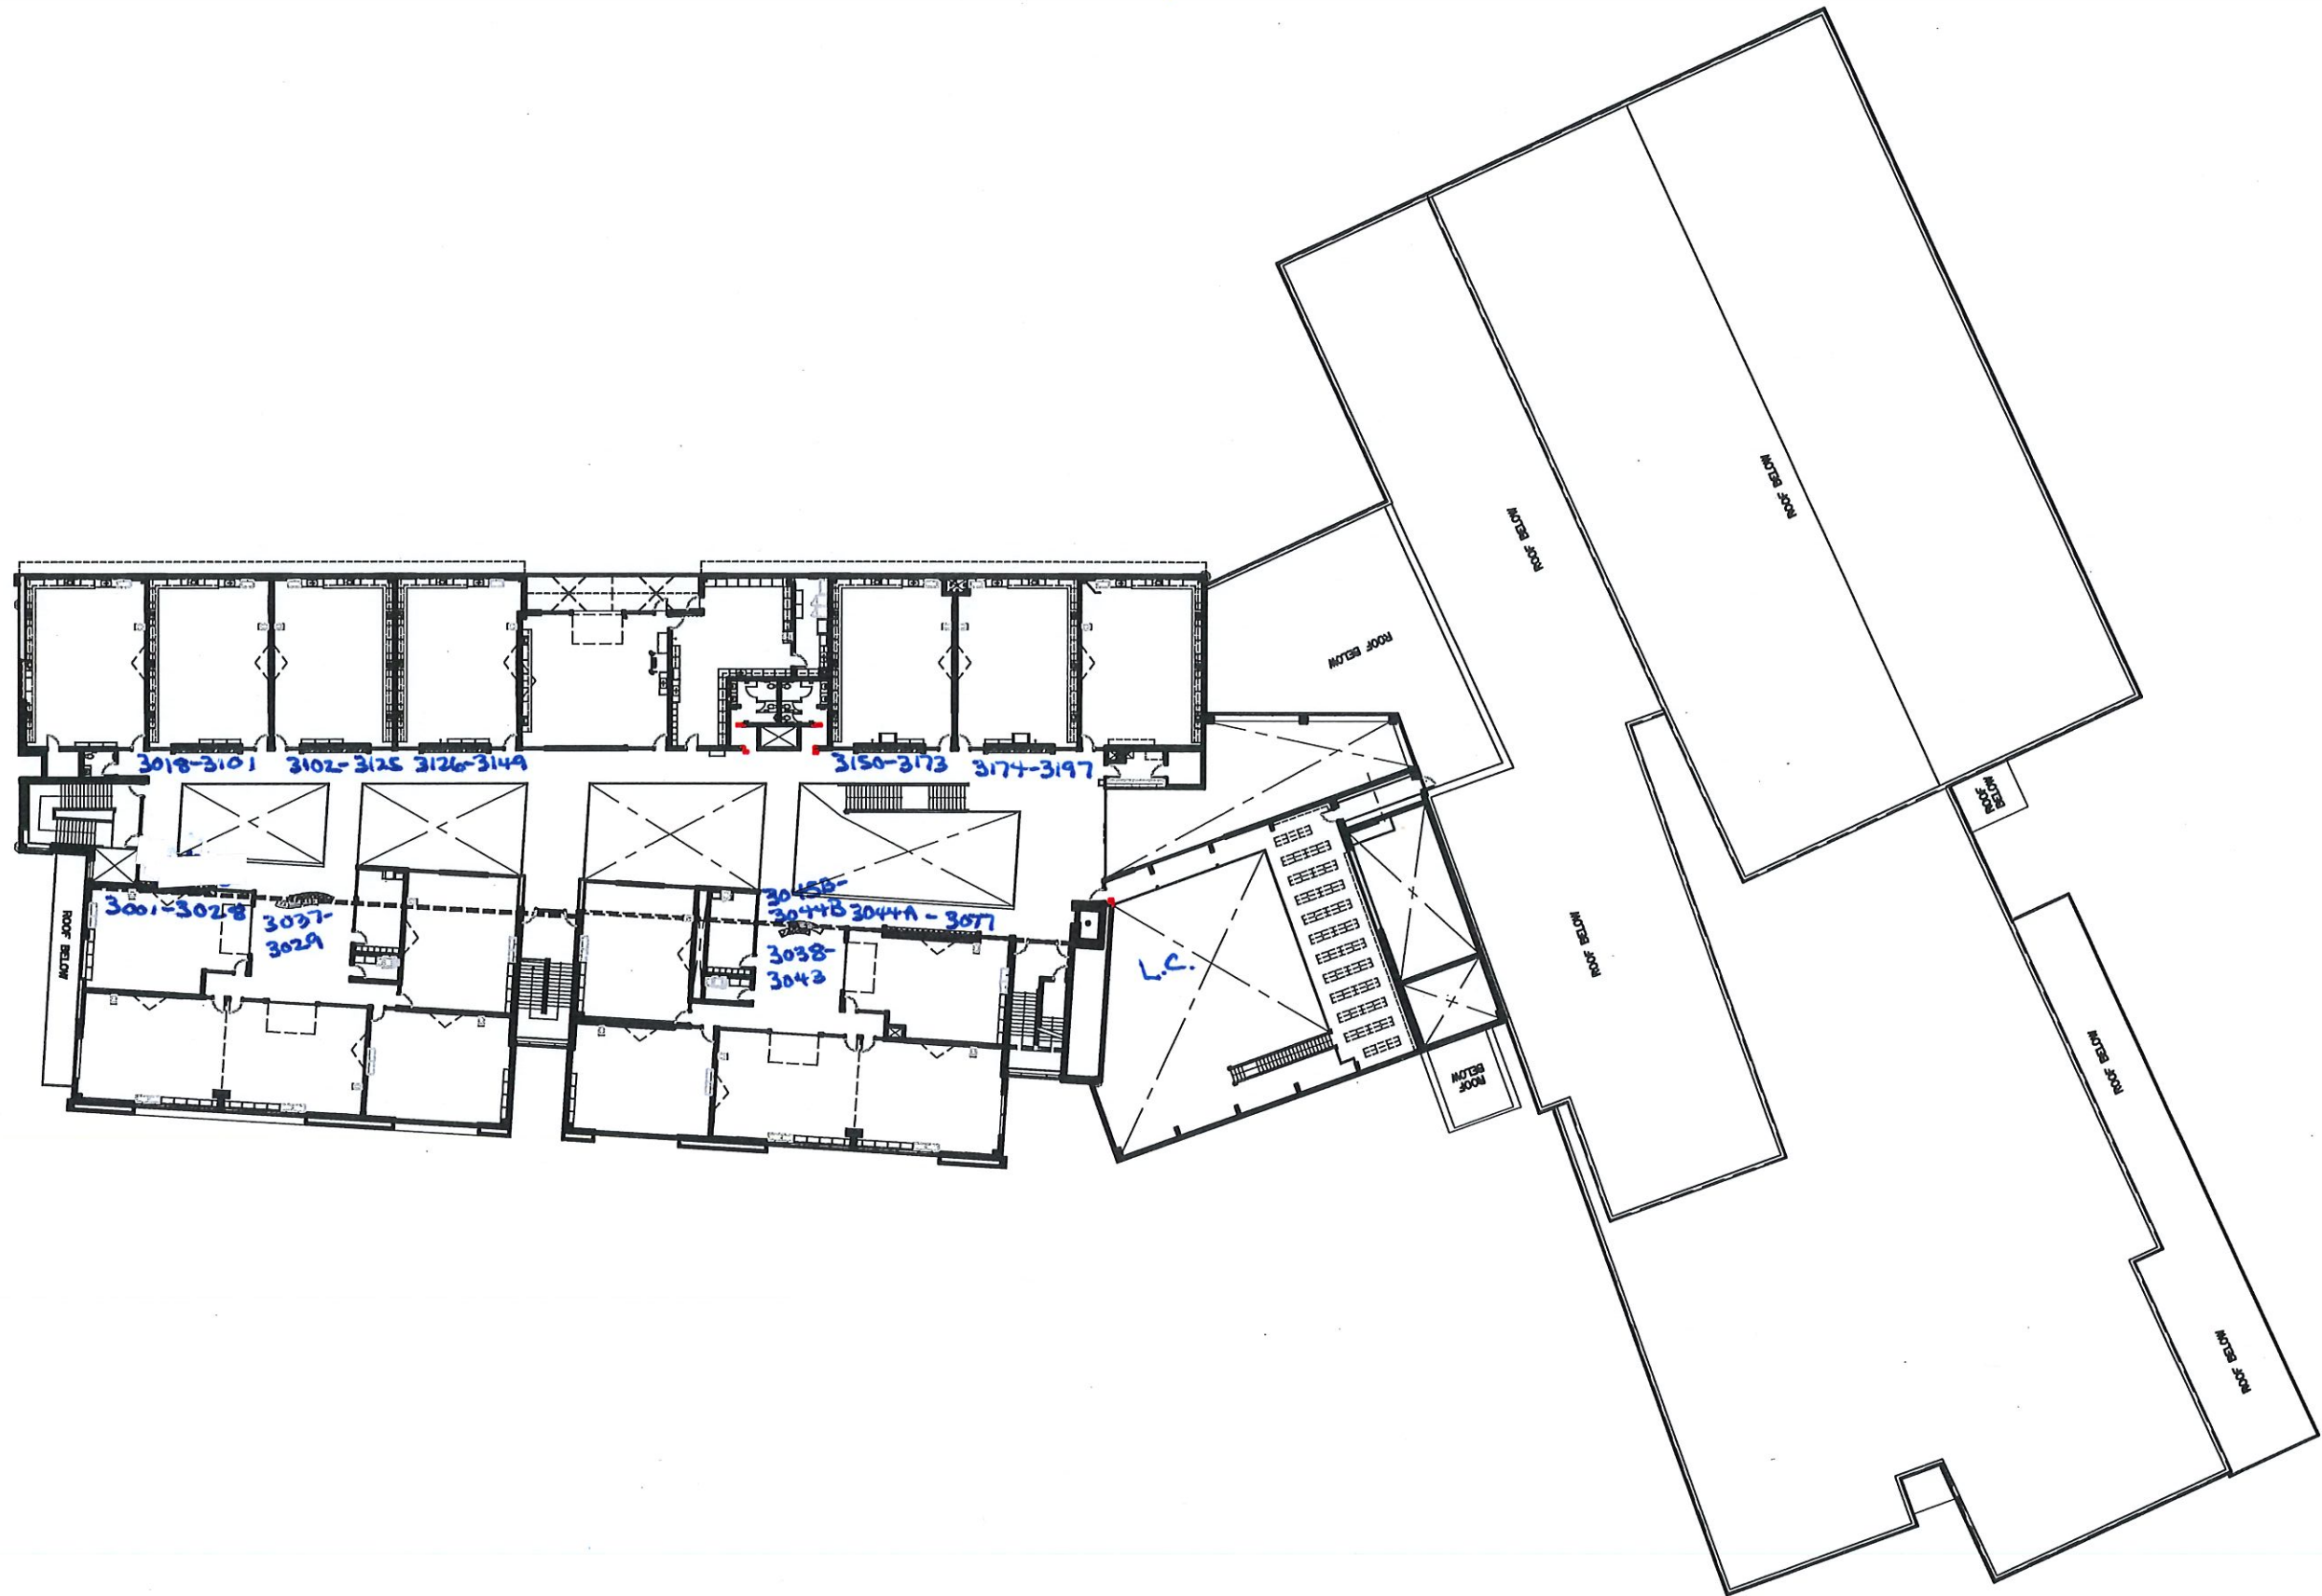 ROOF BELOW
ROOF BELOW
ROOF BELOW
3018-3101
3102-3125
3126-3149
3150-3173
3174-3197
ROOF
BELOW
3045B-
3044B
3044A - 3077
3001-3028
3037-
3029
3038-
3043
L.C.
ROOF BELOW
ROOF BELOW
ROOF
BELOW
ROOF BELOW
ROOF BELOW